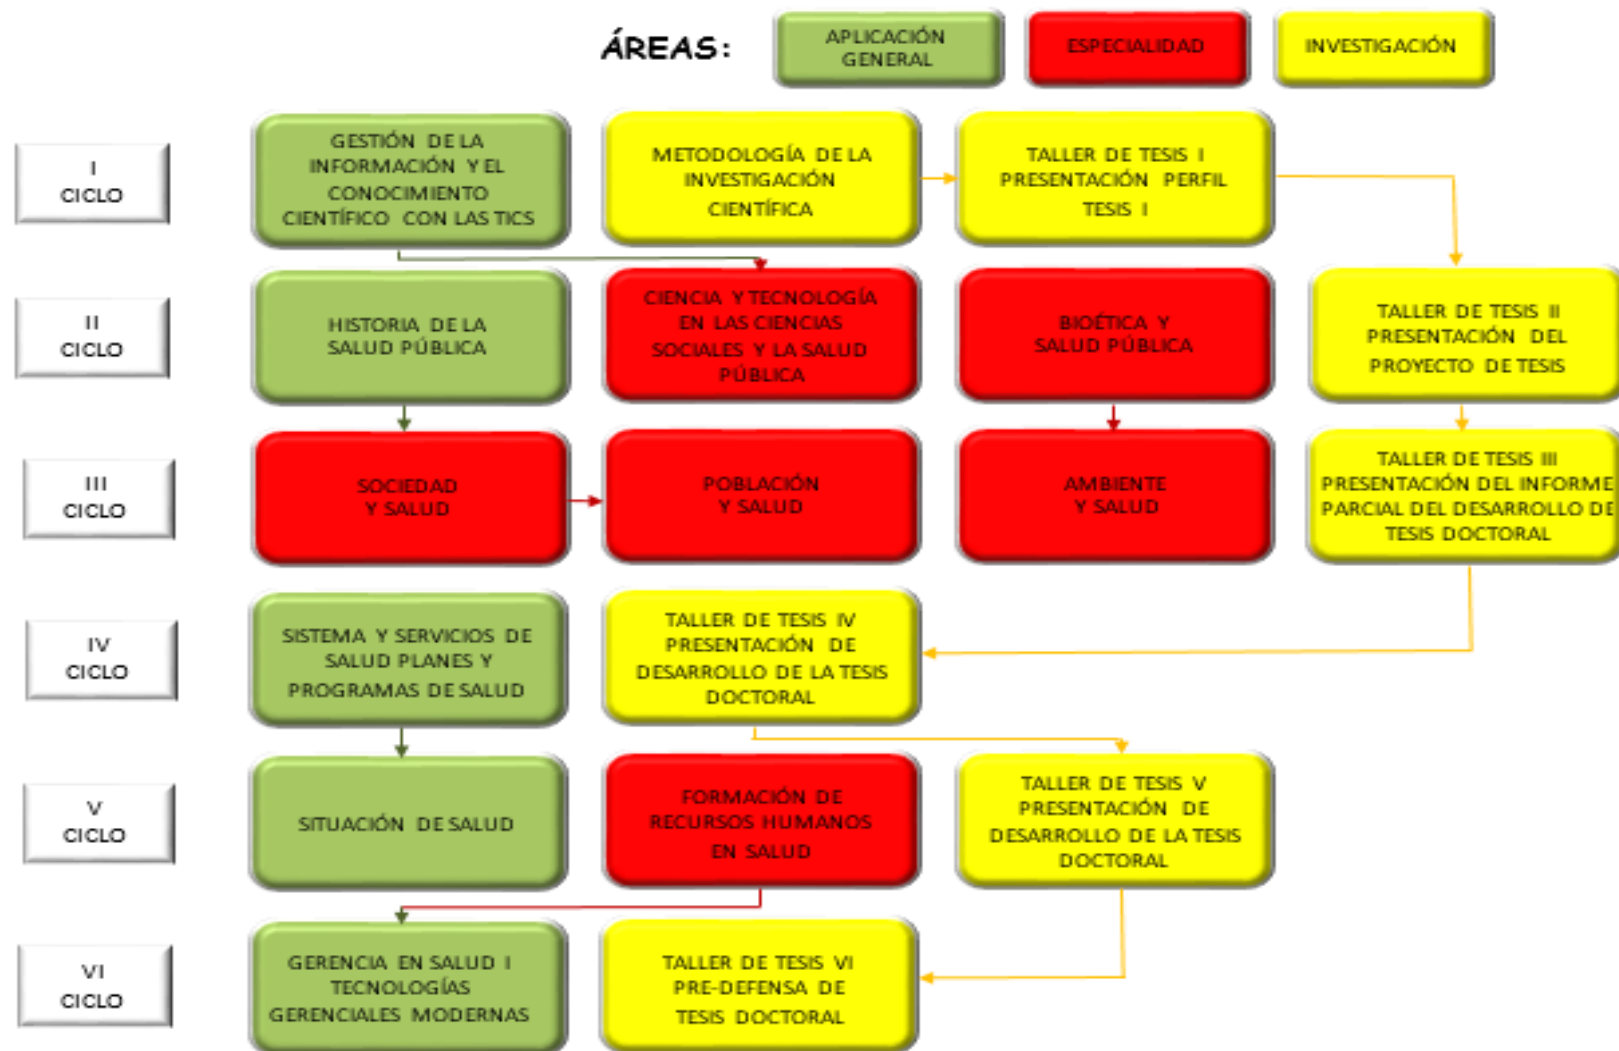 ÁREAS:
APLICACIÓN
GENERAL
ESPECIALIDAD
INVESTIGACIÓN
I
CICLO
GESTIÓN DE LA
INFORMACIÓN Y EL
CONOCIMIENTO
CIENTÍFICO CON LAS TICS
METODOLOGÍA DE LA
INVESTIGACIÓN
CIENTÍFICA
TALLER DE TESIS I
PRESENTACIÓN PERFIL
TESIS I
II
CICLO
HISTORIA DE LA
SALUD PÚBLICA
CIENCIA Y TECNOLOGÍA
EN LAS CIENCIAS
SOCIALES Y LA SALUD
PÚBLICA
BIOÉTICA Y
SALUD PÚBLICA
TALLER DE TESIS II
PRESENTACIÓN DEL
PROYECTO DE TESIS
III
CICLO
SOCIEDAD
Y SALUD
POBLACIÓN
Y SALUD
AMBIENTE
Y SALUD
TALLER DE TESIS III
PRESENTACIÓN DEL INFORME
PARCIAL DEL DESARROLLO DE
TESIS DOCTORAL
IV
CICLO
SISTEMA Y SERVICIOS DE
SALUD PLANES Y
PROGRAMAS DE SALUD
TALLER DE TESIS IV
PRESENTACIÓN DE
DESARROLLO DE LA TESIS
DOCTORAL
V
CICLO
SITUACIÓN DE SALUD
FORMACIÓN DE
RECURSOS HUMANOS
EN SALUD
TALLER DE TESIS V
PRESENTACIÓN DE
DESARROLLO DE LA TESIS
DOCTORAL
VI
CICLO
GERENCIA EN SALUD I
TECNOLOGÍAS
GERENCIALES MODERNAS
TALLER DE TESIS VI
PRE-DEFENSA DE
TESIS DOCTORAL